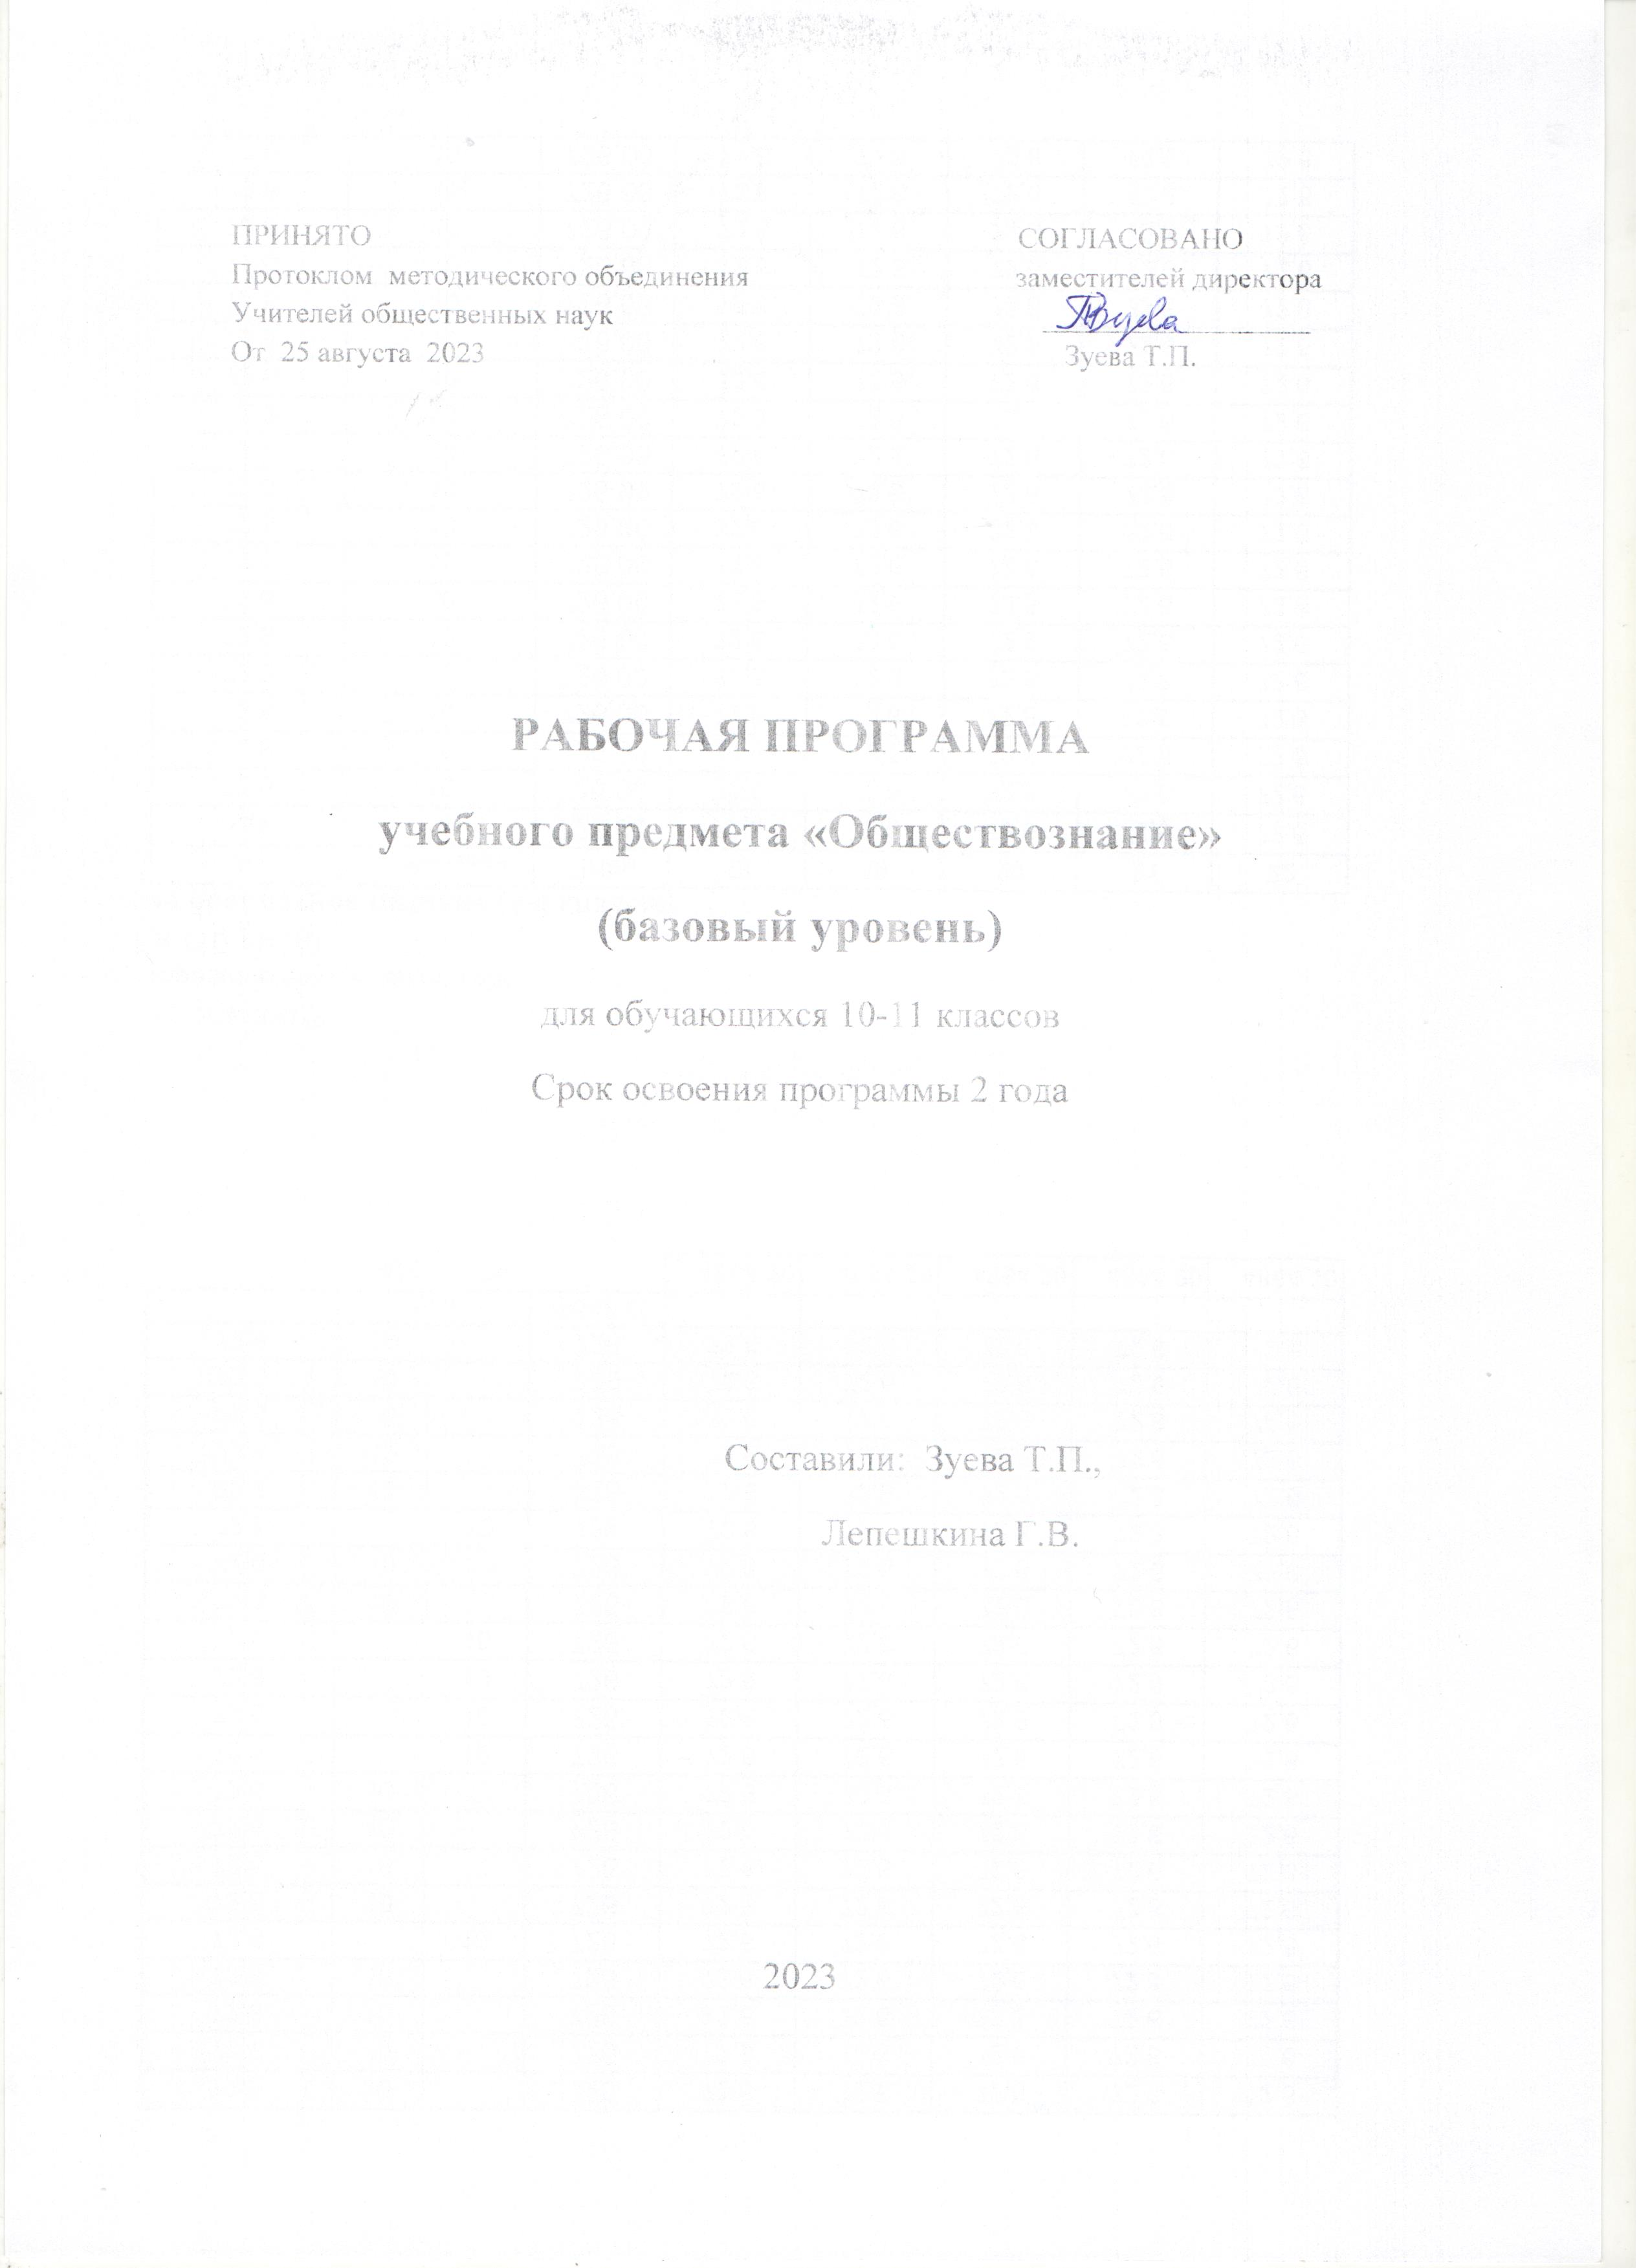 ПРИНЯТО
Протоклом методического объединения
Учителей общественных наук
От 25 августа 2023
СОГЛАСОВАНО
заместителей директора
Зуева Т.П.
РАБОЧАЯ ПРОГРАММА
учебного предмета «Обществознание»
(базовый уровень)
для обучающихся 10-11 классов
Срок освоения программы 2 года
Составили: Зуева Т.П.,
Лепешкина Г.В.
2023